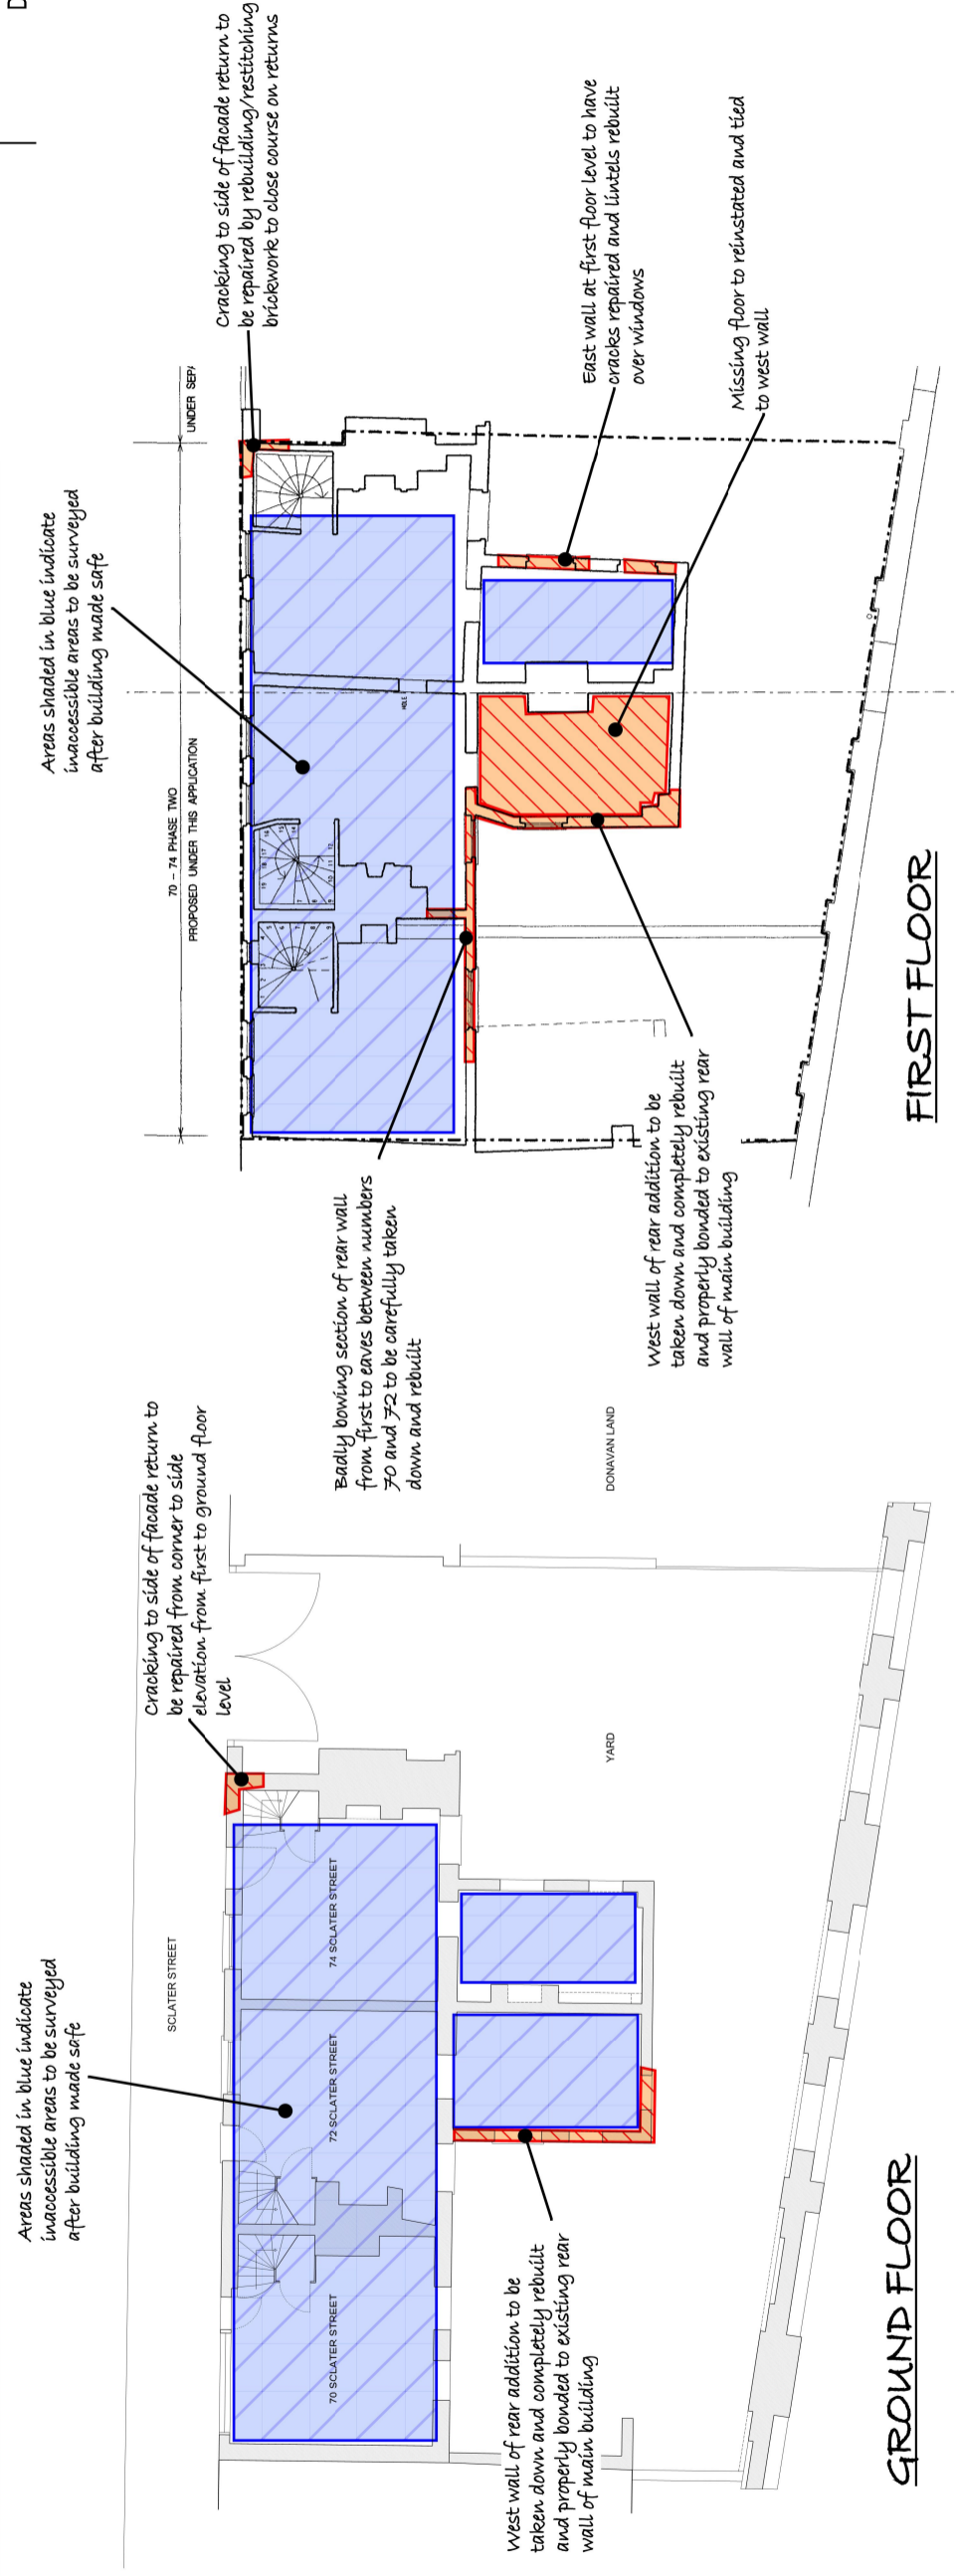 Areas shaded in blue indicate
inaccessible areas to be surveyed
after building made safe
SCLATER STREET
Cracking to side of facade return to
be repaired from corner to side
elevation from first to ground floor
level
70 SCLATER STREET
72 SCLATER STREET
74 SCLATER STREET
West wall of rear addition to be
taken down and completely rebuilt
and properly bonded to existing rear
wall of main building
YARD
DONAVAN LAND
GROUND FLOOR
D
Areas shaded in blue indicate
inaccessible areas to be surveyed
after building made safe
70 - 74 PHASE TWO
PROPOSED UNDER THIS APPLICATION
UNDER SEP
Cracking to side of facade return to
be repaired by rebuilding/restitching
brickwork to close course on returns
HOLE
Badly bowing section of rear wall
from first to eaves between numbers
70 and 72 to be carefully taken
down and rebuilt
East wall at first floor level to have
cracks repaired and lintels rebuilt
over windows
Missing floor to reinstated and tied
to west wall
West wall of rear addition to be
taken down and completely rebuilt
and properly bonded to existing rear
wall of main building
FIRST FLOOR